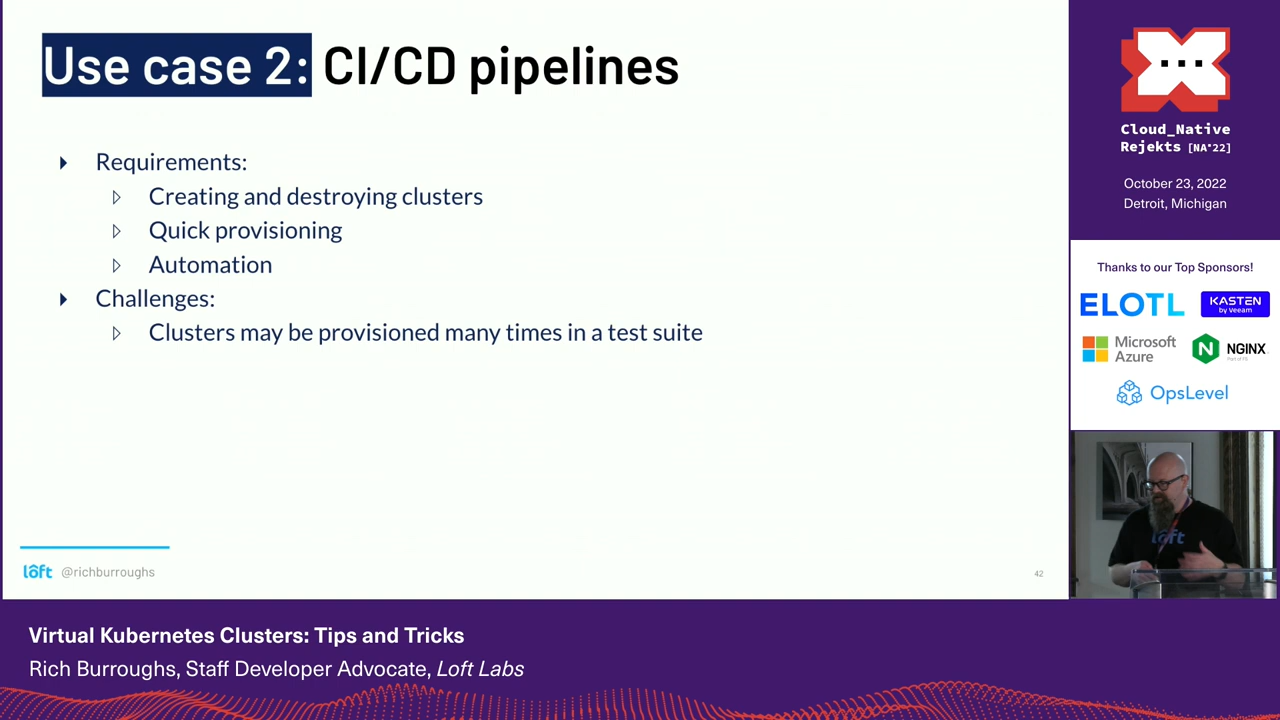 Use case 2: CI/CD pipelines
Requirements:
Creating and destroying clusters
Quick provisioning
Automation
Challenges:
Clusters may be provisioned many times in a test suite
lôft @richburroughs
42
Cloud_Native
Rejekts [NA'22]
October 23, 2022
Detroit, Michigan
Thanks to our Top Sponsors!
ELOTL
KASTEN
by Veeam
Microsoft
Azure
N NGINX
OpsLevel
lôft
Virtual Kubernetes Clusters: Tips and Tricks
Rich Burroughs, Staff Developer Advocate, Loft Labs